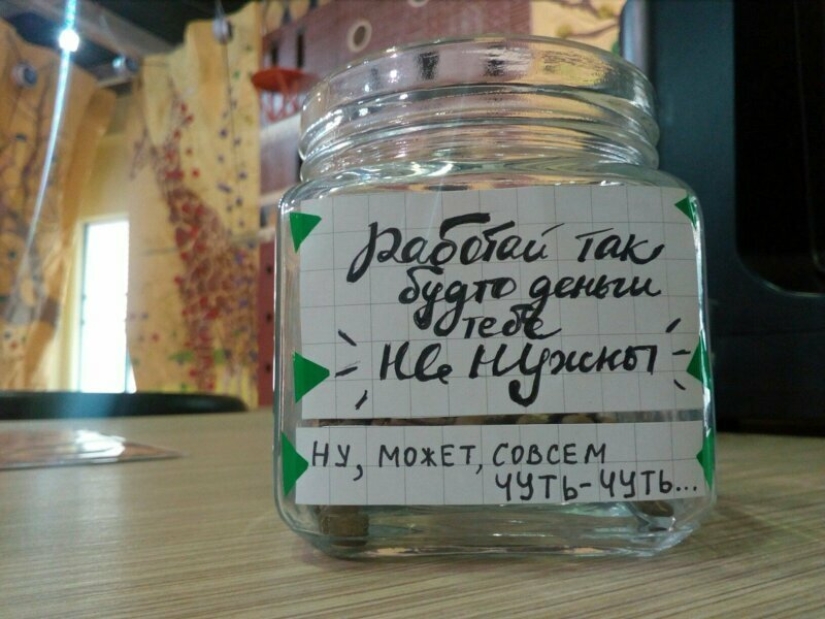 Работай так
будто деньги
тебе
не нужны
НУ, МОЖЕТ, СОВСЕМ
ЧУТЬ-ЧУТЬ...